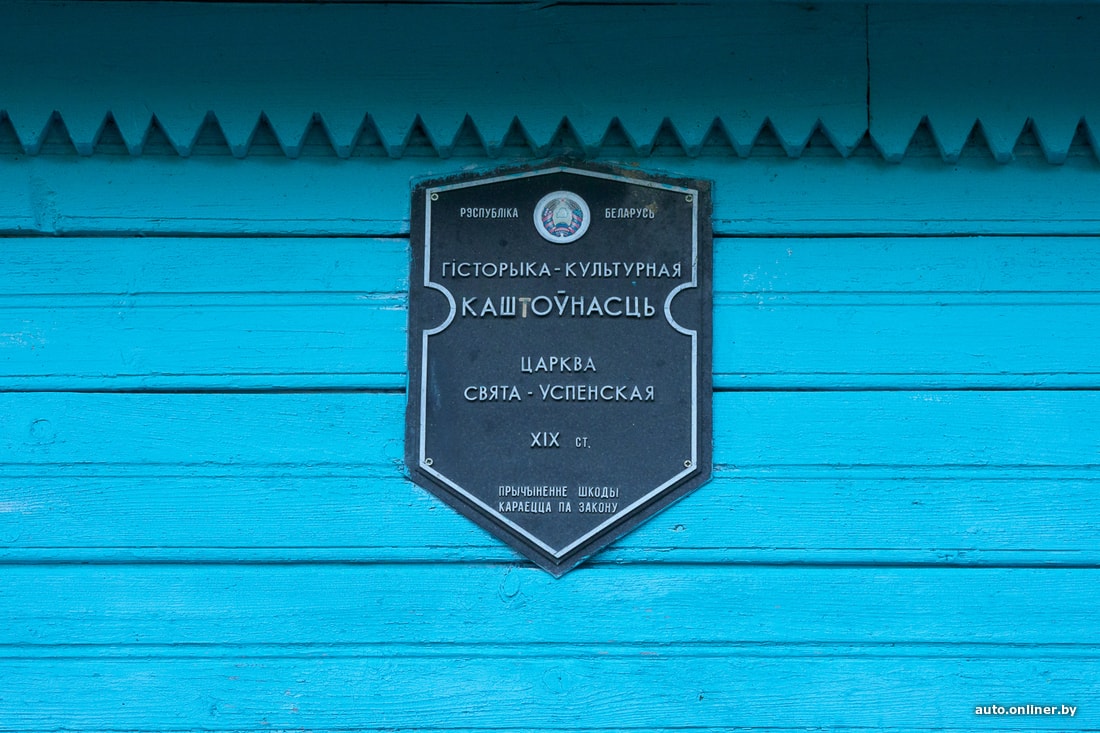 РЭСПУБЛІКА БЕЛАРУСЬ
ГІСТОРЫКА-КУЛЬТУРНАЯ
КАШТОЎНАСЦЬ
ЦАРКВА
СВЯТА-УСПЕНСКАЯ
XIX СТ.
ПРЫЧЫНЕННЕ ШКОДЫ
КАРАЕЦЦА ПА ЗАКОНУ
auto.onliner.by